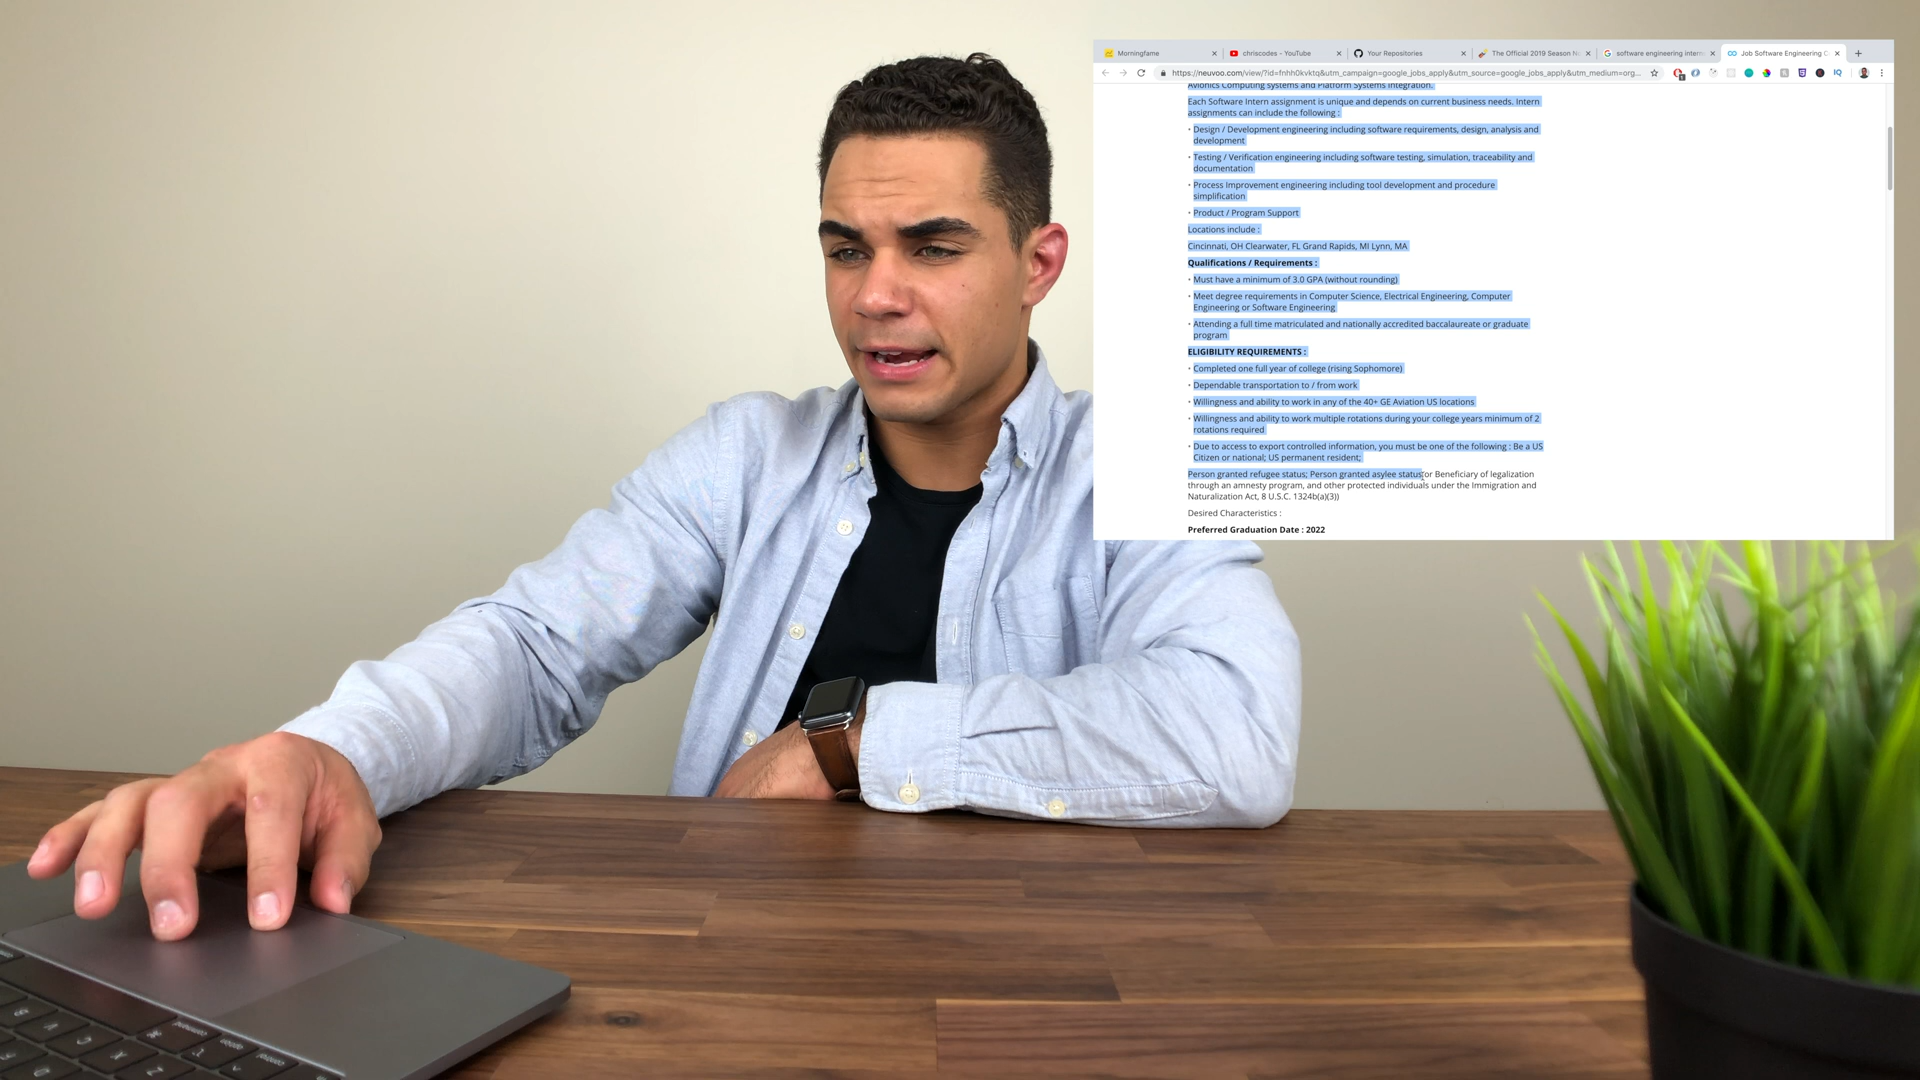 Morningfame
chriscodes - YouTube
Your Repositories
The Official 2019 Season N
software engineering intern
Job Software Engineering C
https://neuvoo.com/view/?id=fnhh0kvktq&utm_campaign=google_jobs_apply&utm_source=google_jobs_apply&utm_medium=org...
Avionics Computing systems and Platform Systems Integration.
Each Software Intern assignment is unique and depends on current business needs. Intern
assignments can include the following :
• Design / Development engineering including software requirements, design, analysis and
development
• Testing / Verification engineering including software testing, simulation, traceability and
documentation
• Process Improvement engineering including tool development and procedure
simplification
• Product / Program Support
Locations include :
Cincinnati, OH Clearwater, FL Grand Rapids, MI Lynn, MA
Qualifications / Requirements :
• Must have a minimum of 3.0 GPA (without rounding)
• Meet degree requirements in Computer Science, Electrical Engineering, Computer
Engineering or Software Engineering
• Attending a full time matriculated and nationally accredited baccalaureate or graduate
program
ELIGIBILITY REQUIREMENTS :
• Completed one full year of college (rising Sophomore)
• Dependable transportation to / from work
• Willingness and ability to work in any of the 40+ GE Aviation US locations
• Willingness and ability to work multiple rotations during your college years minimum of 2
rotations required
• Due to access to export controlled information, you must be one of the following : Be a US
Citizen or national; US permanent resident;
Person granted refugee status; Person granted asylee status or Beneficiary of legalization
through an amnesty program, and other protected individuals under the Immigration and
Naturalization Act, 8 U.S.C. 1324b(a)(3))
Desired Characteristics :
Preferred Graduation Date : 2022
command
option
control